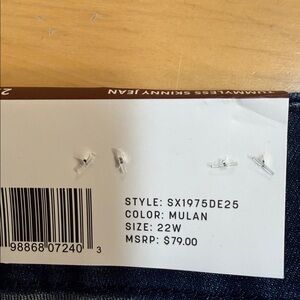 TUMMYLESS SKINNY JEAN
STYLE: SX1975DE25
COLOR: MULAN
SIZE: 22W
MSRP: $79.00
98868 07240 3